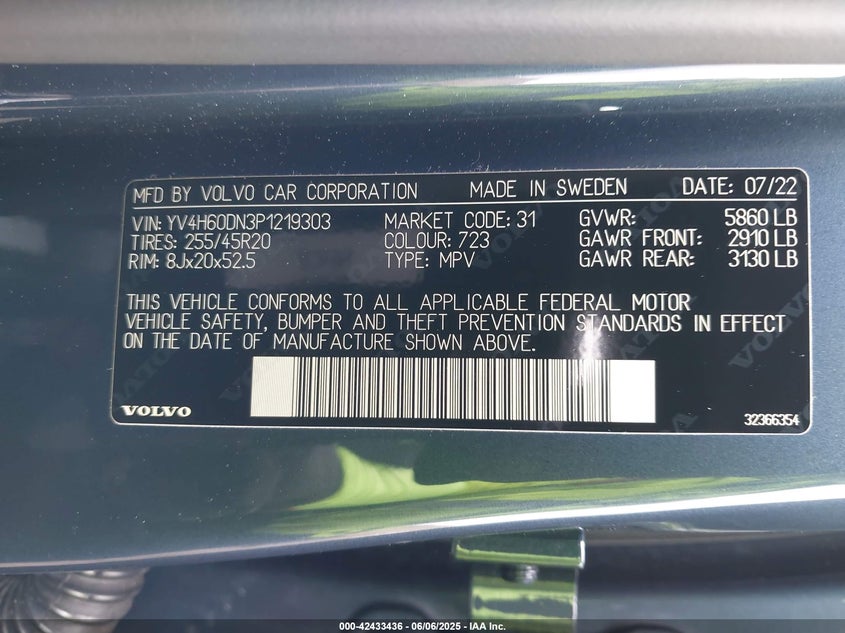 MFD BY VOLVO CAR CORPORATION MADE IN SWEDEN DATE: 07/22
VIN: YV4H60DN3P1219303 MARKET CODE: 31 GVWR: 5860 LB
TIRES: 255/45R20 COLOUR: 723 GAWR FRONT: 2910 LB
RIM: 8Jx20x52.5 TYPE: MPV GAWR REAR: 3130 LB
THIS VEHICLE CONFORMS TO ALL APPLICABLE FEDERAL MOTOR
VEHICLE SAFETY, BUMPER AND THEFT PREVENTION STANDARDS IN EFFECT
ON THE DATE OF MANUFACTURE SHOWN ABOVE.
VOLVO 32366354
000-42433436 - 06/06/2025 - IAA Inc.